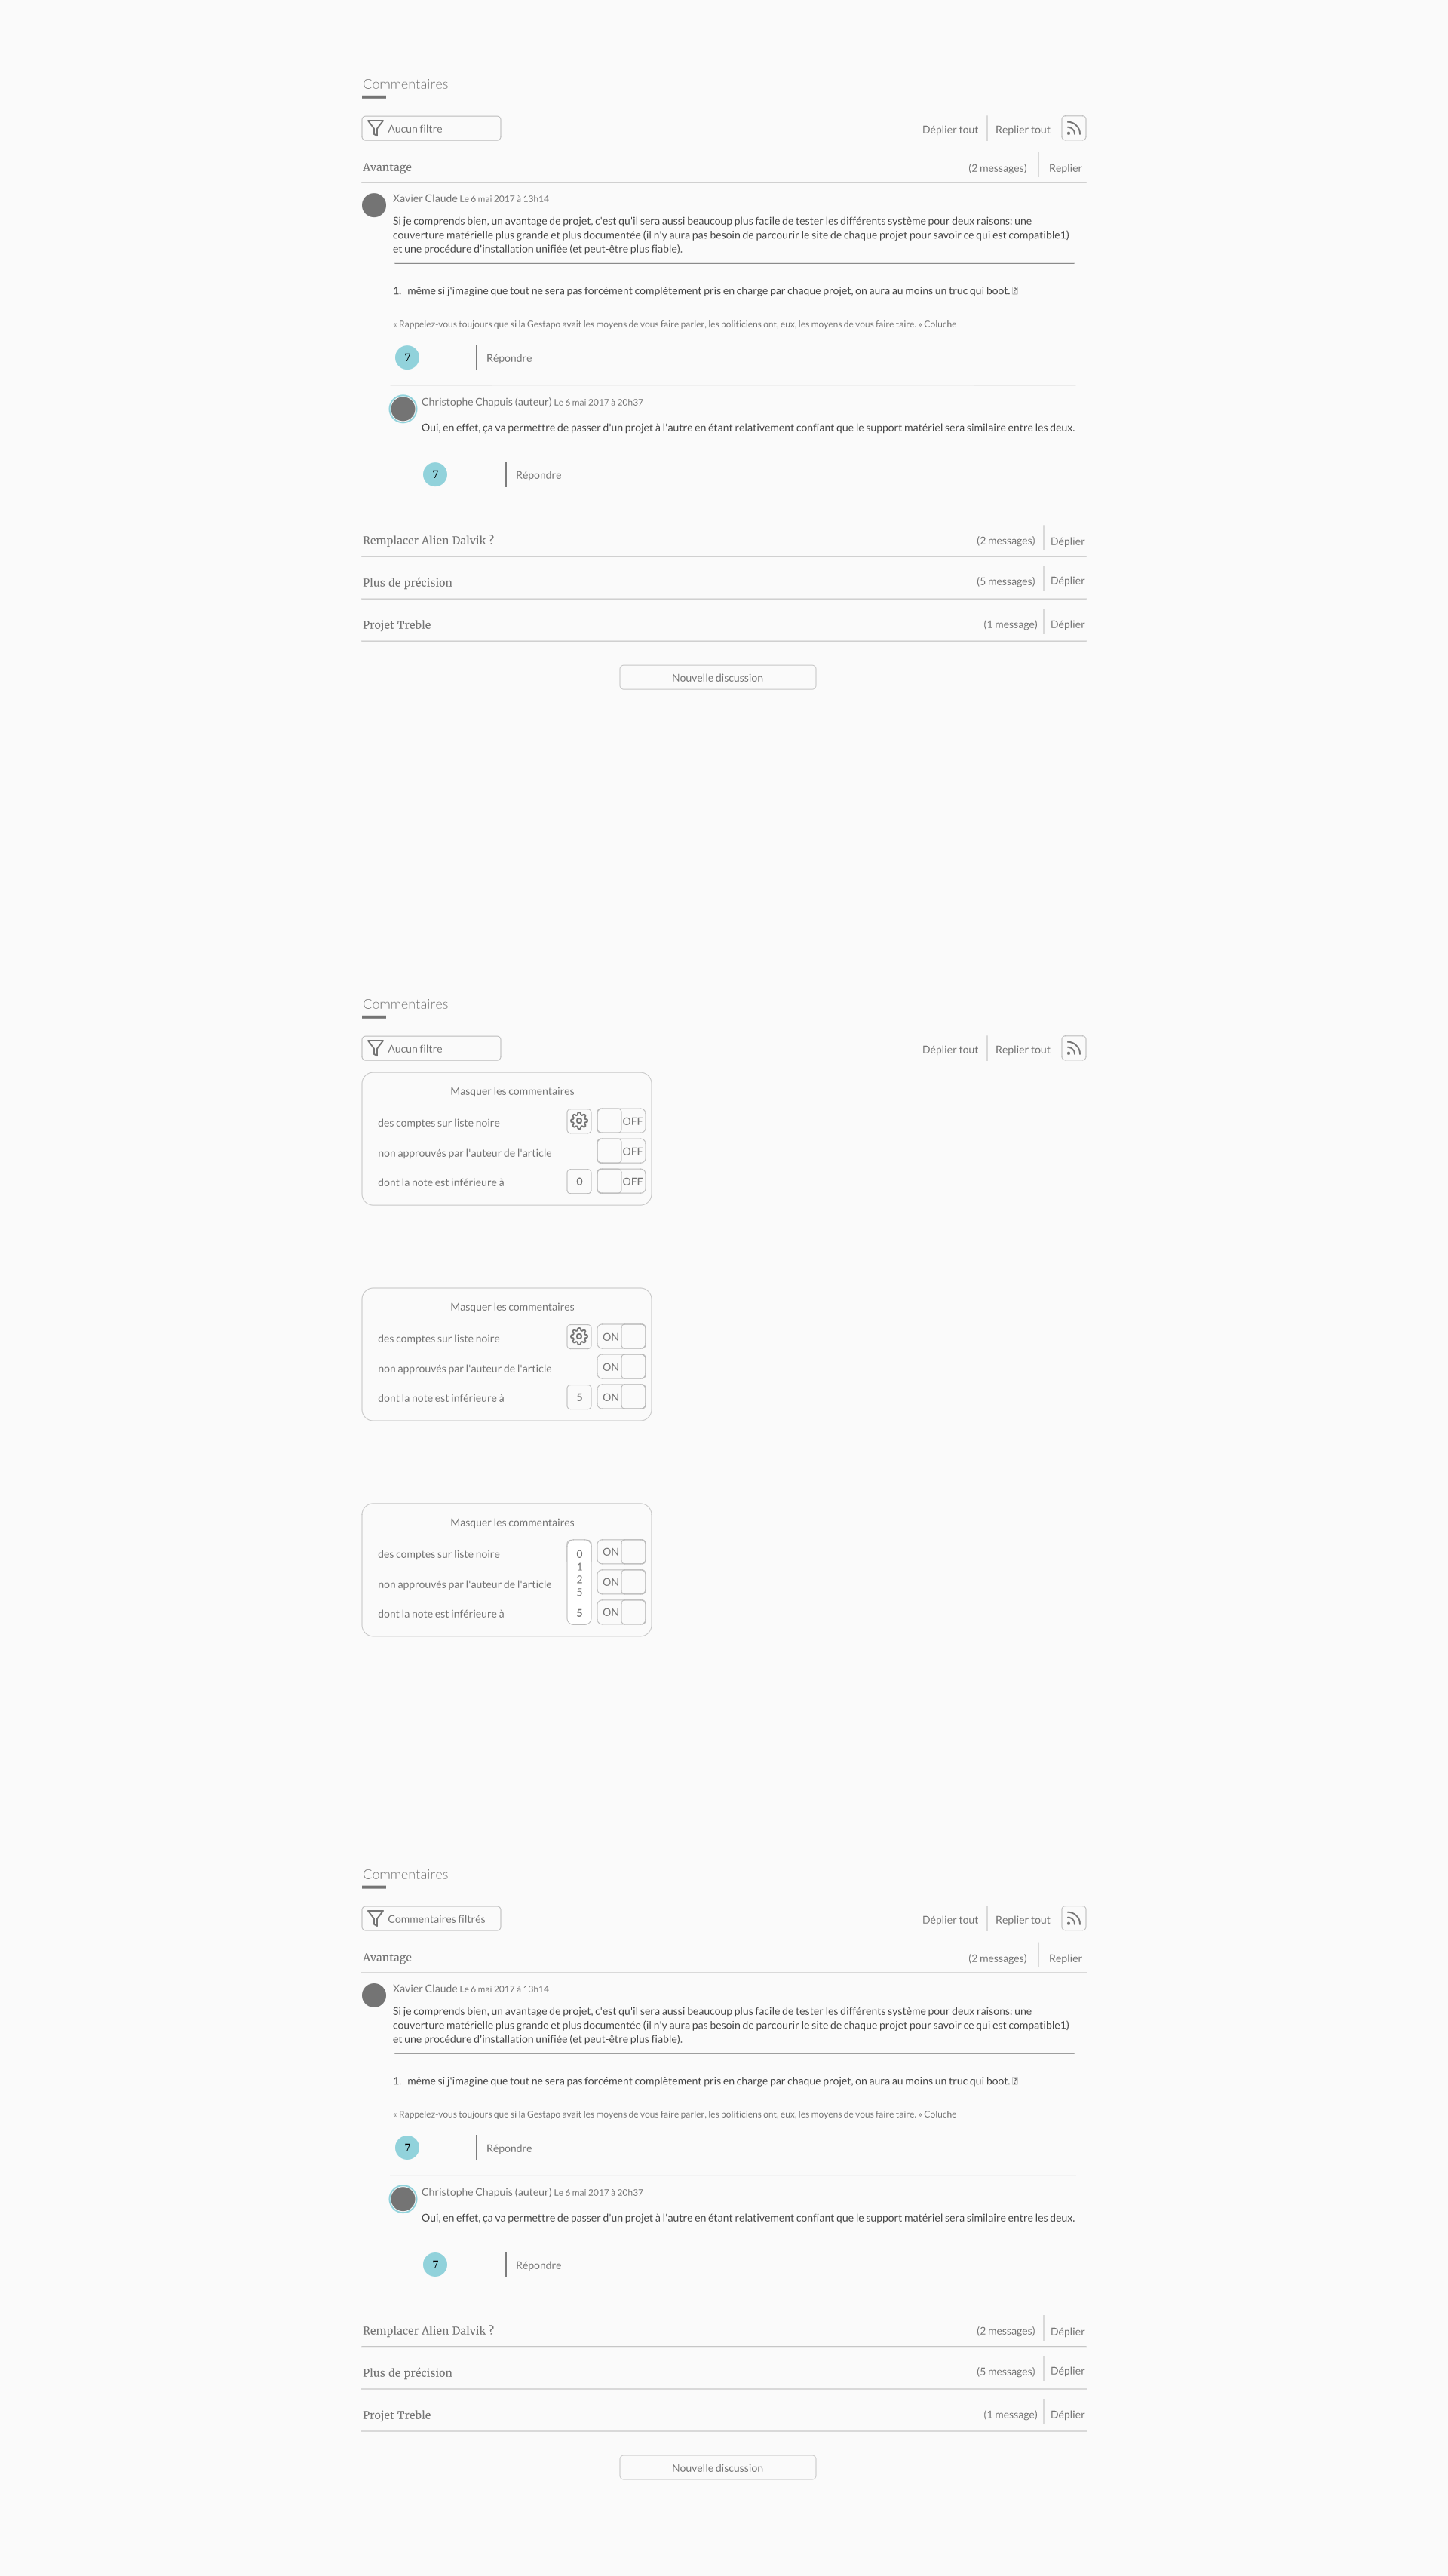 Commentaires
Aucun filtre
Déplier tout
Replier tout
Avantage
(2 messages)
Replier
Xavier Claude Le 6 mai 2017 à 13h14
Si je comprends bien, un avantage de projet, c'est qu'il sera aussi beaucoup plus facile de tester les différents système pour deux raisons: une
couverture matérielle plus grande et plus documentée (il n'y aura pas besoin de parcourir le site de chaque projet pour savoir ce qui est compatible1)
et une procédure d'installation unifiée (et peut-être plus fiable).
1. même si j'imagine que tout ne sera pas forcément complètement pris en charge par chaque projet, on aura au moins un truc qui boot.
« Rappelez-vous toujours que si la Gestapo avait les moyens de vous faire parler, les politiciens ont, eux, les moyens de vous faire taire. » Coluche
7
Répondre
Christophe Chapuis (auteur) Le 6 mai 2017 à 20h37
Oui, en effet, ça va permettre de passer d'un projet à l'autre en étant relativement confiant que le support matériel sera similaire entre les deux.
7
Répondre
Remplacer Alien Dalvik ?
(2 messages)
Déplier
Plus de précision
(5 messages)
Déplier
Projet Treble
(1 message)
Déplier
Nouvelle discussion
Commentaires
Aucun filtre
Déplier tout
Replier tout
Masquer les commentaires
des comptes sur liste noire
OFF
non approuvés par l'auteur de l'article
OFF
dont la note est inférieure à
0
OFF
Masquer les commentaires
des comptes sur liste noire
ON
non approuvés par l'auteur de l'article
ON
dont la note est inférieure à
5
ON
Masquer les commentaires
des comptes sur liste noire
0
ON
1
non approuvés par l'auteur de l'article
2
ON
5
dont la note est inférieure à
5
ON
Commentaires
Commentaires filtrés
Déplier tout
Replier tout
Avantage
(2 messages)
Replier
Xavier Claude Le 6 mai 2017 à 13h14
Si je comprends bien, un avantage de projet, c'est qu'il sera aussi beaucoup plus facile de tester les différents système pour deux raisons: une
couverture matérielle plus grande et plus documentée (il n'y aura pas besoin de parcourir le site de chaque projet pour savoir ce qui est compatible1)
et une procédure d'installation unifiée (et peut-être plus fiable).
1. même si j'imagine que tout ne sera pas forcément complètement pris en charge par chaque projet, on aura au moins un truc qui boot.
« Rappelez-vous toujours que si la Gestapo avait les moyens de vous faire parler, les politiciens ont, eux, les moyens de vous faire taire. » Coluche
7
Répondre
Christophe Chapuis (auteur) Le 6 mai 2017 à 20h37
Oui, en effet, ça va permettre de passer d'un projet à l'autre en étant relativement confiant que le support matériel sera similaire entre les deux.
7
Répondre
Remplacer Alien Dalvik ?
(2 messages)
Déplier
Plus de précision
(5 messages)
Déplier
Projet Treble
(1 message)
Déplier
Nouvelle discussion